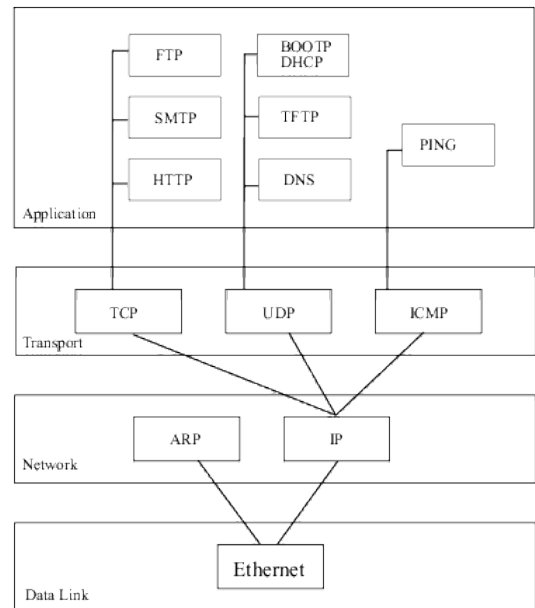 FTP
BOOTP
DHCP
SMTP
TFTP
PING
HTTP
DNS
Application
TCP
UDP
ICMP
Transport
ARP
IP
Network
Ethernet
Data Link